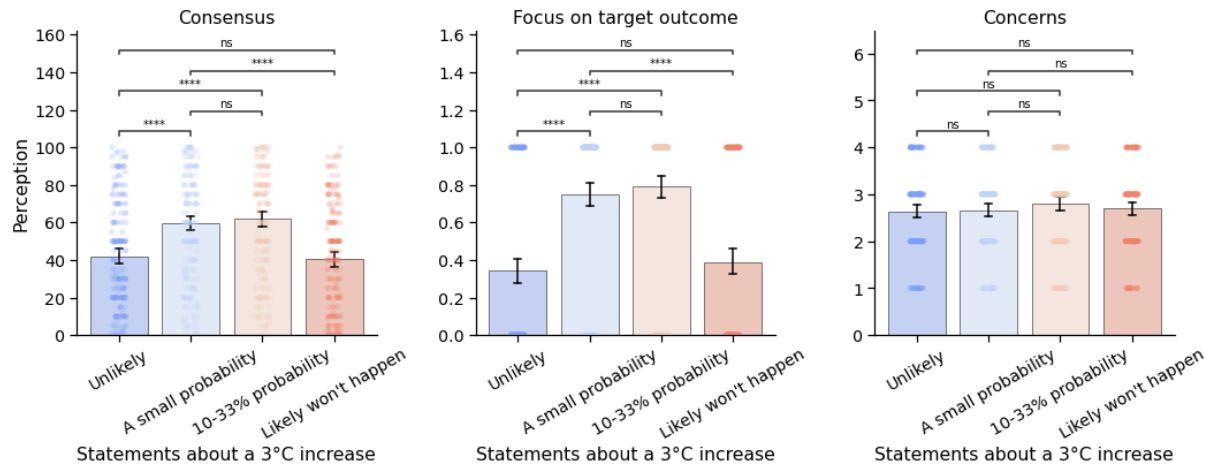 Consensus
Perception
160
140
120
100
80
60
40
20
0
ns
****
****
ns
****
Unlikely
A small probability
10-33% probability
Likely won't happen
Statements about a 3°C increase
Focus on target outcome
1.6
1.4
1.2
1.0
0.8
0.6
0.4
0.2
0.0
ns
****
****
ns
****
Unlikely
A small probability
10-33% probability
Likely won't happen
Statements about a 3°C increase
Concerns
6
5
4
3
2
1
0
ns
ns
ns
ns
ns
Unlikely
A small probability
10-33% probability
Likely won't happen
Statements about a 3°C increase